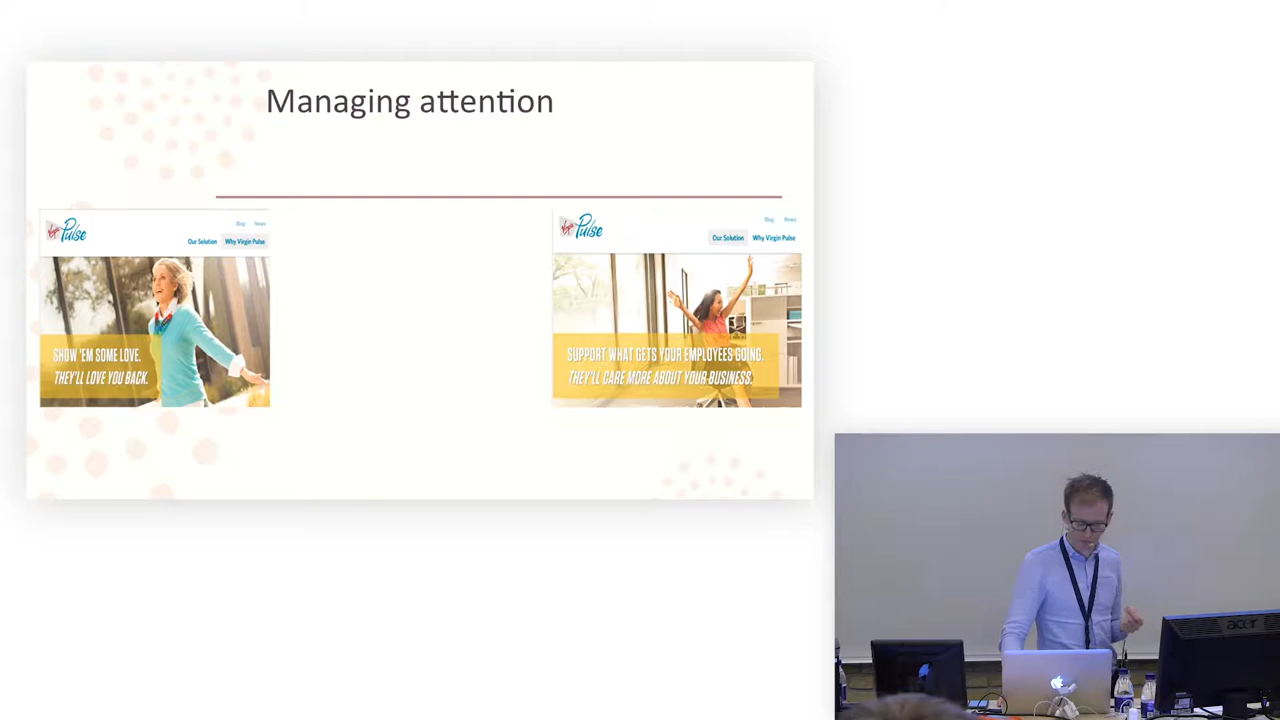 Managing attention
Virgin Pulse
Blog News
Our Solution Why Virgin Pulse
SHOW 'EM SOME LOVE.
THEY'LL LOVE YOU BACK.
Virgin Pulse
Blog News
Our Solution Why Virgin Pulse
SUPPORT WHAT GETS YOUR EMPLOYEES GOING.
THEY'LL CARE MORE ABOUT YOUR BUSINESS.
acer